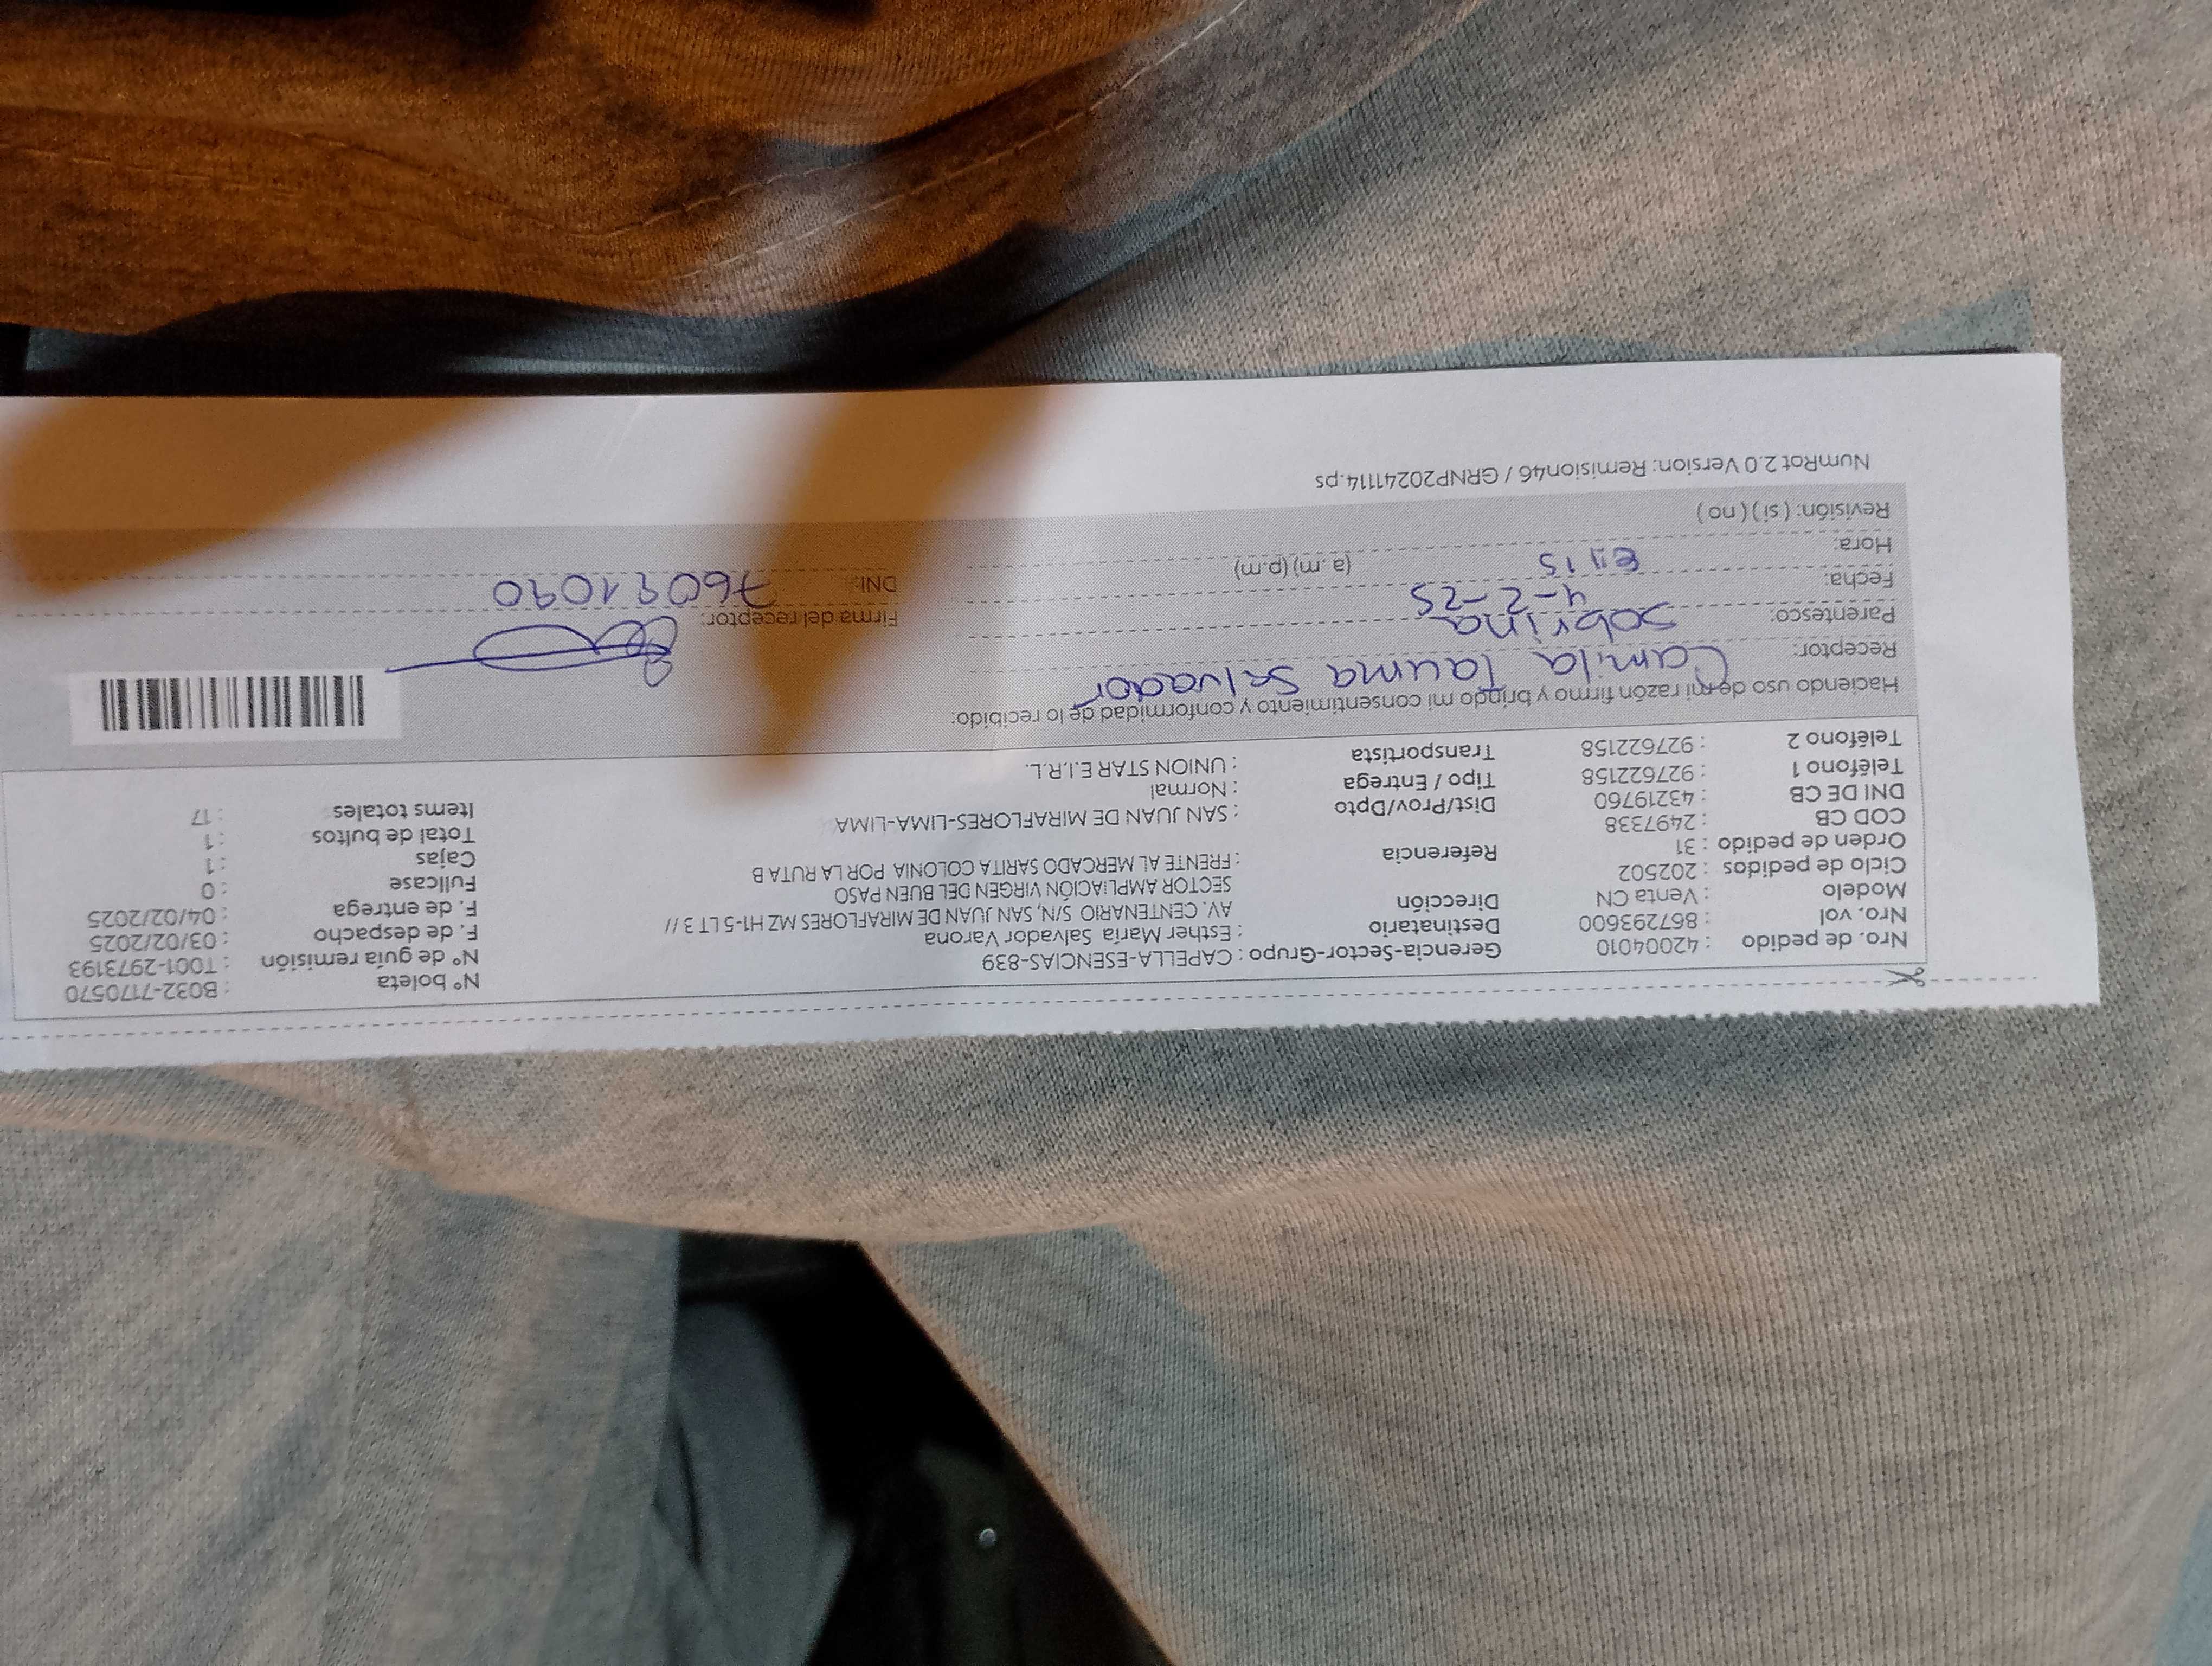 Nro. de pedido : 42004010 Gerencia-Sector-Grupo : CAPELLA-ESENCIAS-839 N° boleta : B032-7170570
Nro. vol : 867293600 Destinatario : Esther Maria Salvador Varona N° de guía remisión : T001-2973193
Modelo : Venta CN Dirección AV. CENTENARIO S/N, SAN JUAN DE MIRAFLORES MZ H1-5 LT 3 // F. de despacho : 03/02/2025
SECTOR AMPLIACIÓN VIRGEN DEL BUEN PASO F. de entrega : 04/02/2025
Ciclo de pedidos : 202502 Referencia : FRENTE AL MERCADO SARITA COLONIA POR LA RUTA B Fullcase : 0
Orden de pedido : 31 Cajas : 1
COD CB : 2497338 Dist/Prov/Dpto : SAN JUAN DE MIRAFLORES-LIMA-LIMA Total de bultos : 1
DNI DE CB : 43219760 Tipo / Entrega : Normal Items totales : 17
Teléfono 1 : 927622158 Transportista : UNION STAR E.I.R.L.
Teléfono 2 : 927622158
Haciendo uso de mi razón firmo y brindo mi consentimiento y conformidad de lo recibido:
Receptor: Camila Tauma Salvador
Parentesco: Sobrina Firma del receptor:
Fecha: 4-2-25 DNI: 76091090
Hora: (a.m) (p.m)
Revisión: ( si ) ( no )
NumRot 2.0 Version: Remision46 / GRNP20241114.ps